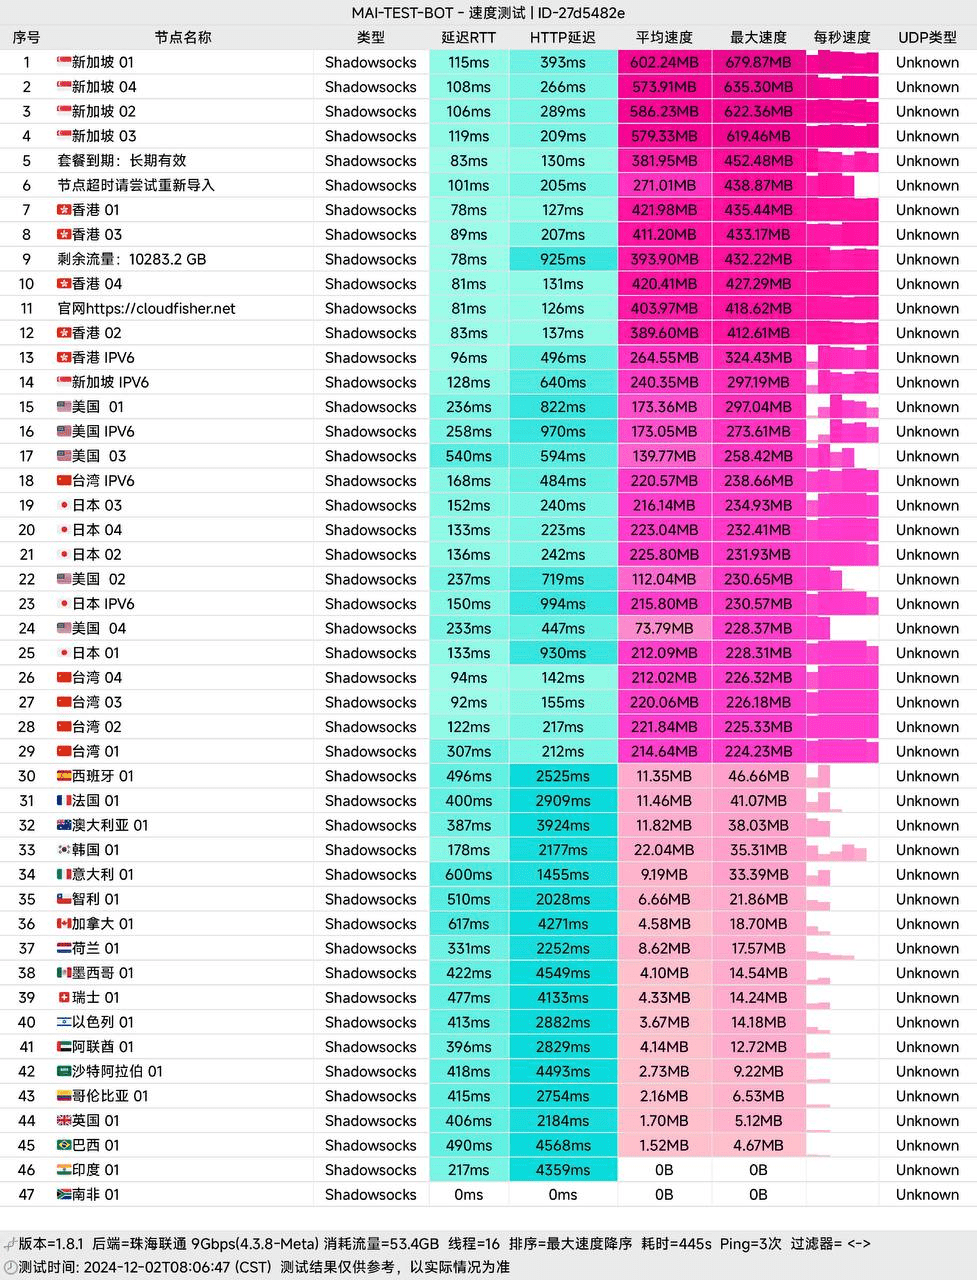 MAI-TEST-BOT - 速度测试 | ID-27d5482e
序号 节点名称 类型 延迟RTT HTTP延迟 平均速度 最大速度 每秒速度 UDP类型
1 新加坡 01 Shadowsocks 115ms 393ms 602.24MB 679.87MB Unknown
2 新加坡 04 Shadowsocks 108ms 266ms 573.91MB 635.30MB Unknown
3 新加坡 02 Shadowsocks 106ms 289ms 586.23MB 622.36MB Unknown
4 新加坡 03 Shadowsocks 119ms 209ms 579.33MB 619.46MB Unknown
5 套餐到期：长期有效 Shadowsocks 83ms 130ms 381.95MB 452.48MB Unknown
6 节点超时请尝试重新导入 Shadowsocks 101ms 205ms 271.01MB 438.87MB Unknown
7 香港 01 Shadowsocks 78ms 127ms 421.98MB 435.44MB Unknown
8 香港 03 Shadowsocks 89ms 207ms 411.20MB 433.17MB Unknown
9 剩余流量：10283.2 GB Shadowsocks 78ms 925ms 393.90MB 432.22MB Unknown
10 香港 04 Shadowsocks 81ms 131ms 420.41MB 427.29MB Unknown
11 官网https://cloudfisher.net Shadowsocks 81ms 126ms 403.97MB 418.62MB Unknown
12 香港 02 Shadowsocks 83ms 137ms 389.60MB 412.61MB Unknown
13 香港 IPV6 Shadowsocks 96ms 496ms 264.55MB 324.43MB Unknown
14 新加坡 IPV6 Shadowsocks 128ms 640ms 240.35MB 297.19MB Unknown
15 美国 01 Shadowsocks 236ms 822ms 173.36MB 297.04MB Unknown
16 美国 IPV6 Shadowsocks 258ms 970ms 173.05MB 273.61MB Unknown
17 美国 03 Shadowsocks 540ms 594ms 139.77MB 258.42MB Unknown
18 台湾 IPV6 Shadowsocks 168ms 484ms 220.57MB 238.66MB Unknown
19 日本 03 Shadowsocks 152ms 240ms 216.14MB 234.93MB Unknown
20 日本 04 Shadowsocks 133ms 223ms 223.04MB 232.41MB Unknown
21 日本 02 Shadowsocks 136ms 242ms 225.80MB 231.93MB Unknown
22 美国 02 Shadowsocks 237ms 719ms 112.04MB 230.65MB Unknown
23 日本 IPV6 Shadowsocks 150ms 994ms 215.80MB 230.57MB Unknown
24 美国 04 Shadowsocks 233ms 447ms 73.79MB 228.37MB Unknown
25 日本 01 Shadowsocks 133ms 930ms 212.09MB 228.31MB Unknown
26 台湾 04 Shadowsocks 94ms 142ms 212.02MB 226.32MB Unknown
27 台湾 03 Shadowsocks 92ms 155ms 220.06MB 226.18MB Unknown
28 台湾 02 Shadowsocks 122ms 217ms 221.84MB 225.33MB Unknown
29 台湾 01 Shadowsocks 307ms 212ms 214.64MB 224.23MB Unknown
30 西班牙 01 Shadowsocks 496ms 2525ms 11.35MB 46.66MB Unknown
31 法国 01 Shadowsocks 400ms 2909ms 11.46MB 41.07MB Unknown
32 澳大利亚 01 Shadowsocks 387ms 3924ms 11.82MB 38.03MB Unknown
33 韩国 01 Shadowsocks 178ms 2177ms 22.04MB 35.31MB Unknown
34 意大利 01 Shadowsocks 600ms 1455ms 9.19MB 33.39MB Unknown
35 智利 01 Shadowsocks 510ms 2028ms 6.66MB 21.86MB Unknown
36 加拿大 01 Shadowsocks 617ms 4271ms 4.58MB 18.70MB Unknown
37 荷兰 01 Shadowsocks 331ms 2252ms 8.62MB 17.57MB Unknown
38 墨西哥 01 Shadowsocks 422ms 4549ms 4.10MB 14.54MB Unknown
39 瑞士 01 Shadowsocks 477ms 4133ms 4.33MB 14.24MB Unknown
40 以色列 01 Shadowsocks 413ms 2882ms 3.67MB 14.18MB Unknown
41 阿联酋 01 Shadowsocks 396ms 2829ms 4.14MB 12.72MB Unknown
42 沙特阿拉伯 01 Shadowsocks 418ms 4493ms 2.73MB 9.22MB Unknown
43 哥伦比亚 01 Shadowsocks 415ms 2754ms 2.16MB 6.53MB Unknown
44 英国 01 Shadowsocks 406ms 2184ms 1.70MB 5.12MB Unknown
45 巴西 01 Shadowsocks 490ms 4568ms 1.52MB 4.67MB Unknown
46 印度 01 Shadowsocks 217ms 4359ms 0B 0B Unknown
47 南非 01 Shadowsocks 0ms 0ms 0B 0B Unknown
版本=1.8.1 后端=珠海联通 9Gbps(4.3.8-Meta) 消耗流量=53.4GB 线程=16 排序=最大速度降序 耗时=445s Ping=3次 过滤器= <->
测试时间: 2024-12-02T08:06:47 (CST) 测试结果仅供参考，以实际情况为准